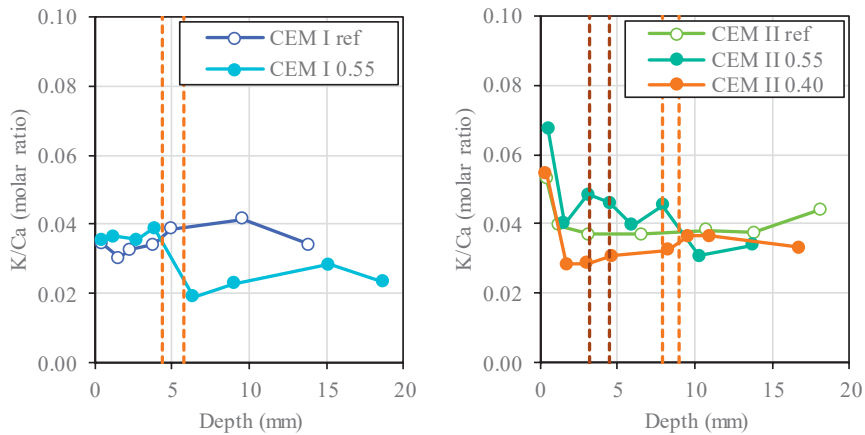 CEM I ref
CEM I 0.55
K/Ca (molar ratio)
0.10
0.08
0.06
0.04
0.02
0.00
0
5
10
15
20
Depth (mm)
CEM II ref
CEM II 0.55
CEM II 0.40
K/Ca (molar ratio)
0.10
0.08
0.06
0.04
0.02
0.00
0
5
10
15
20
Depth (mm)